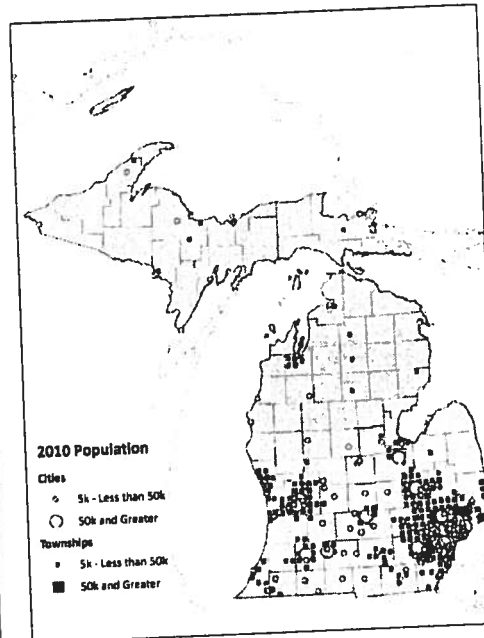 2010 Population
Cities
5k - Less than 50k
50k and Greater
Townships
5k - Less than 50k
50k and Greater